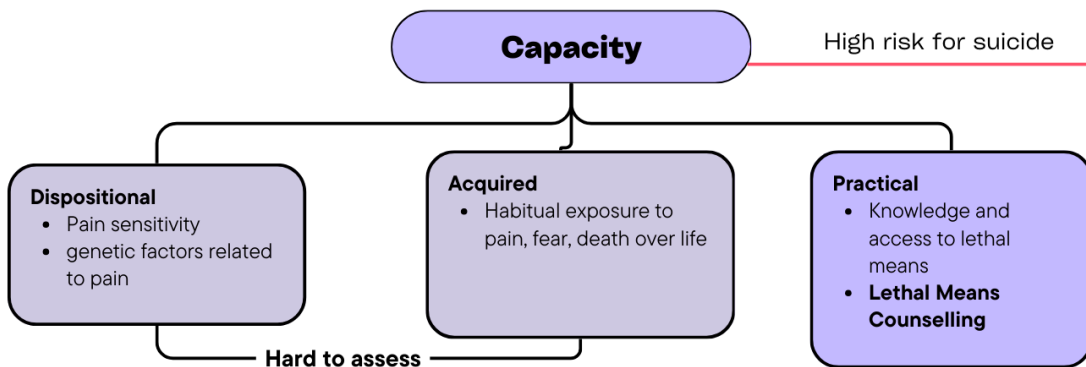 Capacity
High risk for suicide
Dispositional
• Pain sensitivity
• genetic factors related
to pain
Acquired
• Habitual exposure to
pain, fear, death over life
Practical
• Knowledge and
access to lethal
means
• Lethal Means
Counselling
Hard to assess